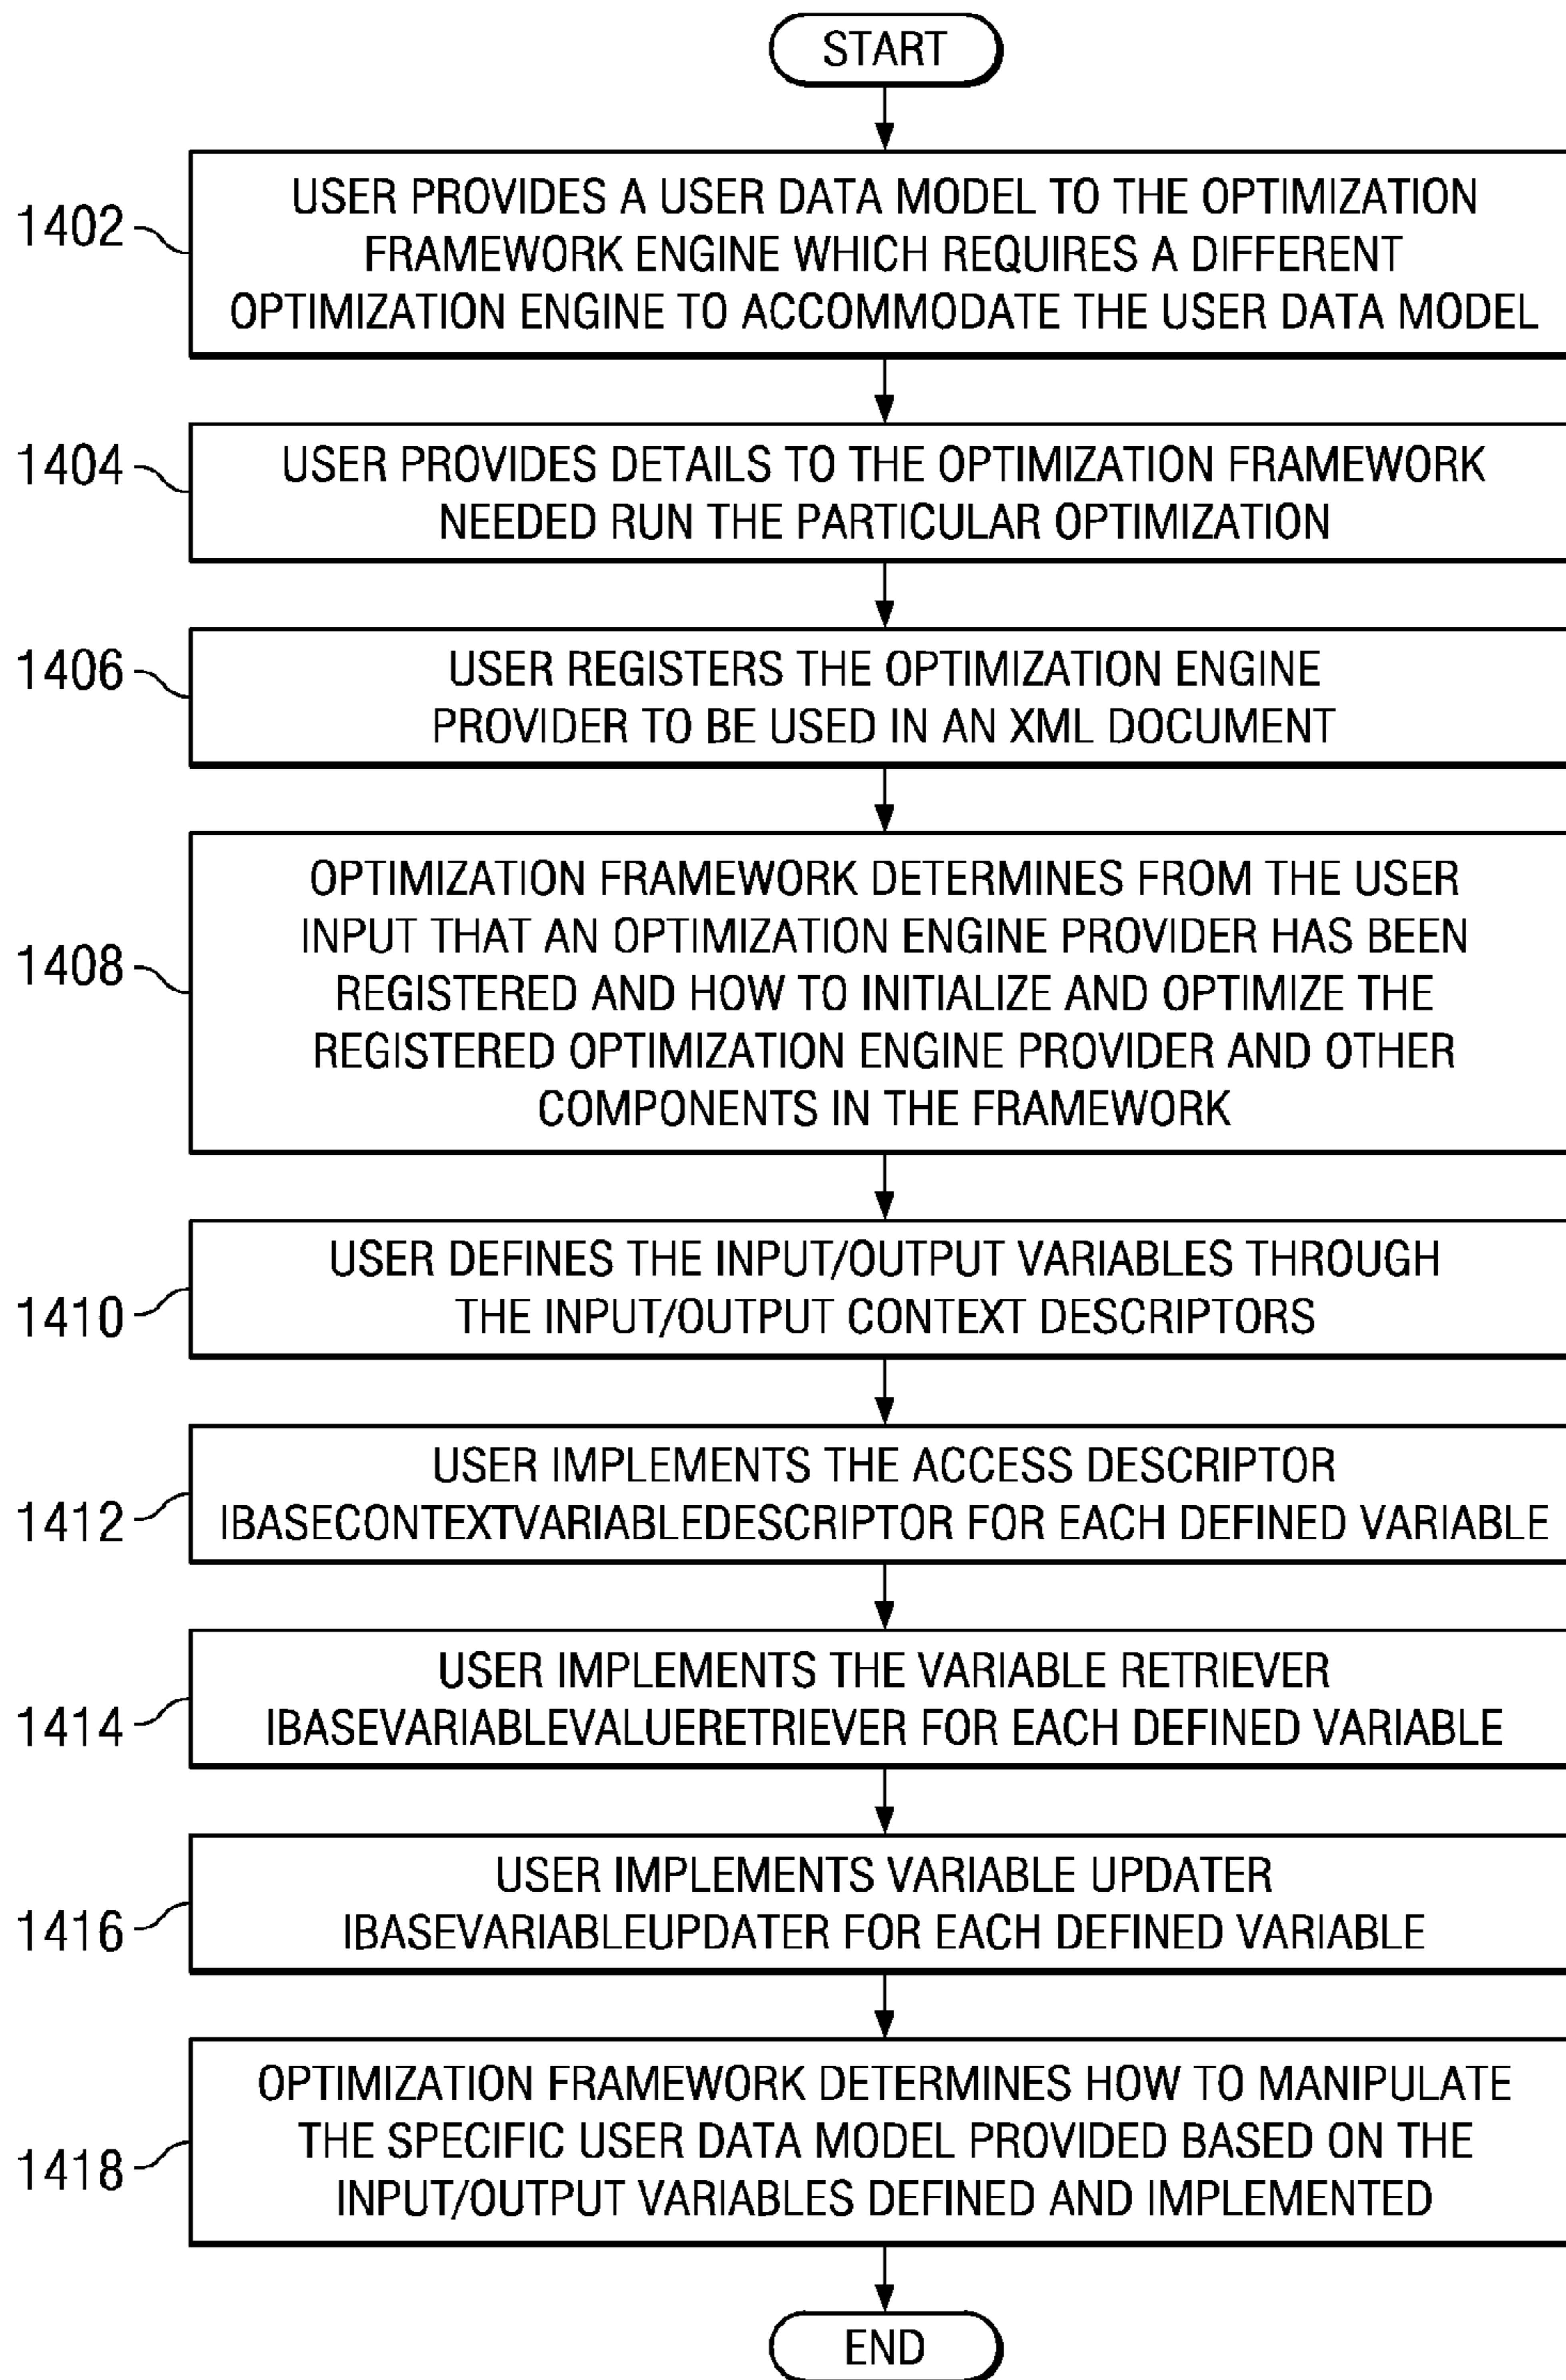 START
1402
USER PROVIDES A USER DATA MODEL TO THE OPTIMIZATION
FRAMEWORK ENGINE WHICH REQUIRES A DIFFERENT
OPTIMIZATION ENGINE TO ACCOMMODATE THE USER DATA MODEL
1404
USER PROVIDES DETAILS TO THE OPTIMIZATION FRAMEWORK
NEEDED RUN THE PARTICULAR OPTIMIZATION
1406
USER REGISTERS THE OPTIMIZATION ENGINE
PROVIDER TO BE USED IN AN XML DOCUMENT
1408
OPTIMIZATION FRAMEWORK DETERMINES FROM THE USER
INPUT THAT AN OPTIMIZATION ENGINE PROVIDER HAS BEEN
REGISTERED AND HOW TO INITIALIZE AND OPTIMIZE THE
REGISTERED OPTIMIZATION ENGINE PROVIDER AND OTHER
COMPONENTS IN THE FRAMEWORK
1410
USER DEFINES THE INPUT/OUTPUT VARIABLES THROUGH
THE INPUT/OUTPUT CONTEXT DESCRIPTORS
1412
USER IMPLEMENTS THE ACCESS DESCRIPTOR
IBASECONTEXTVARIABLEDESCRIPTOR FOR EACH DEFINED VARIABLE
1414
USER IMPLEMENTS THE VARIABLE RETRIEVER
IBASEVARIABLEVALUERETRIEVER FOR EACH DEFINED VARIABLE
1416
USER IMPLEMENTS VARIABLE UPDATER
IBASEVARIABLEUPDATER FOR EACH DEFINED VARIABLE
1418
OPTIMIZATION FRAMEWORK DETERMINES HOW TO MANIPULATE
THE SPECIFIC USER DATA MODEL PROVIDED BASED ON THE
INPUT/OUTPUT VARIABLES DEFINED AND IMPLEMENTED
END